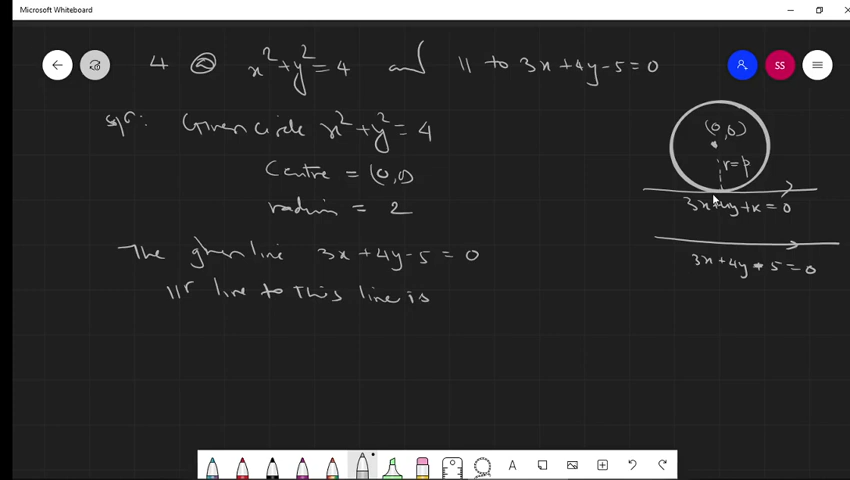 Microsoft Whiteboard
SS
4 a x²+y²=4 and || to 3x+4y-5=0
Given circle x²+y²=4
Centre = (0,0)
radius = 2
The given line 3x+4y-5=0
||r line to this line is
(0,0)
r=p
3x+4y+k=0
3x+4y-5=0
A